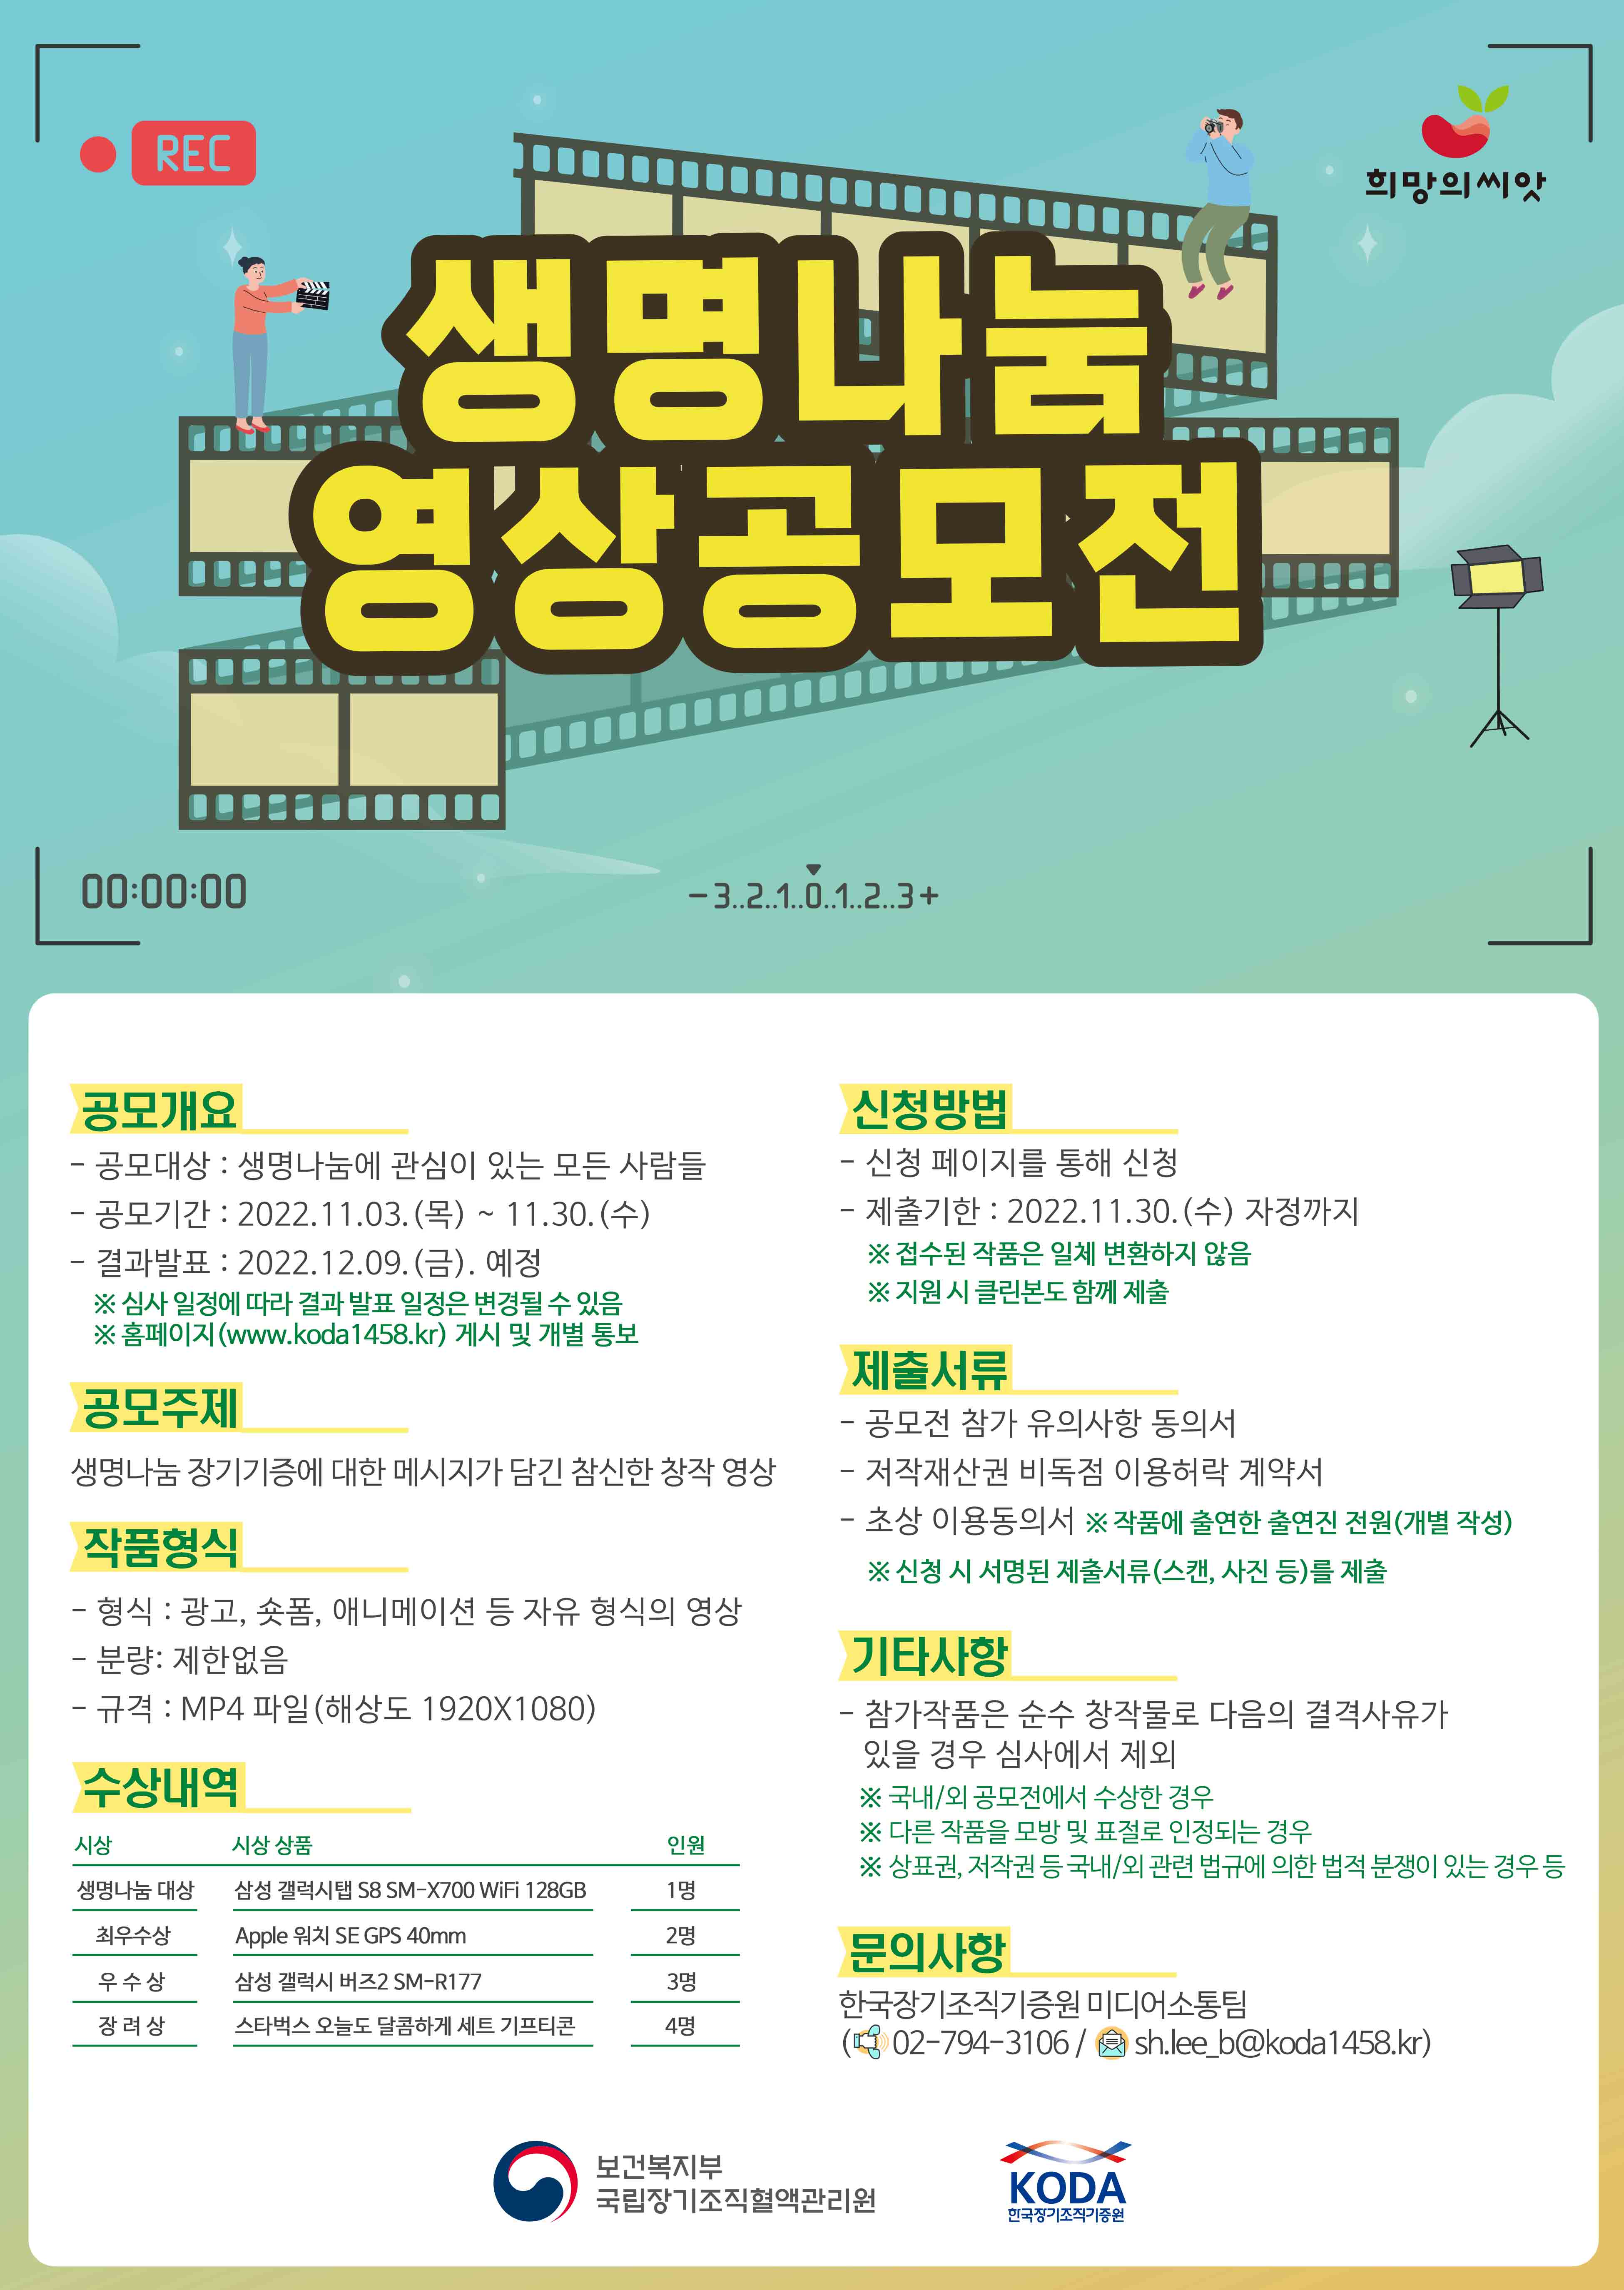 REC
희망의씨앗
생명나눔
영상공모전
00:00:00
-3..2..1..0..1..2..3+
공모개요
- 공모대상 : 생명나눔에 관심이 있는 모든 사람들
- 공모기간 : 2022.11.03.(목) ~ 11.30.(수)
- 결과발표 : 2022.12.09.(금). 예정
※ 심사 일정에 따라 결과 발표 일정은 변경될 수 있음
※ 홈페이지(www.koda1458.kr) 게시 및 개별 통보
공모주제
생명나눔 장기기증에 대한 메시지가 담긴 참신한 창작 영상
작품형식
- 형식 : 광고, 숏폼, 애니메이션 등 자유 형식의 영상
- 분량: 제한없음
- 규격 : MP4 파일(해상도 1920X1080)
수상내역
시상 시상 상품 인원
생명나눔 대상 삼성 갤럭시탭 S8 SM-X700 WiFi 128GB 1명
최우수상 Apple 워치 SE GPS 40mm 2명
우 수 상 삼성 갤럭시 버즈2 SM-R177 3명
장 려 상 스타벅스 오늘도 달콤하게 세트 기프티콘 4명
신청방법
- 신청 페이지를 통해 신청
- 제출기한 : 2022.11.30.(수) 자정까지
※ 접수된 작품은 일체 변환하지 않음
※ 지원 시 클린본도 함께 제출
제출서류
- 공모전 참가 유의사항 동의서
- 저작재산권 비독점 이용허락 계약서
- 초상 이용동의서 ※ 작품에 출연한 출연진 전원(개별 작성)
※ 신청 시 서명된 제출서류(스캔, 사진 등)를 제출
기타사항
- 참가작품은 순수 창작물로 다음의 결격사유가
있을 경우 심사에서 제외
※ 국내/외 공모전에서 수상한 경우
※ 다른 작품을 모방 및 표절로 인정되는 경우
※ 상표권, 저작권 등 국내/외 관련 법규에 의한 법적 분쟁이 있는 경우 등
문의사항
한국장기조직기증원 미디어소통팀
(02-794-3106 / sh.lee_b@koda1458.kr)
보건복지부
국립장기조직혈액관리원
KODA
한국장기조직기증원